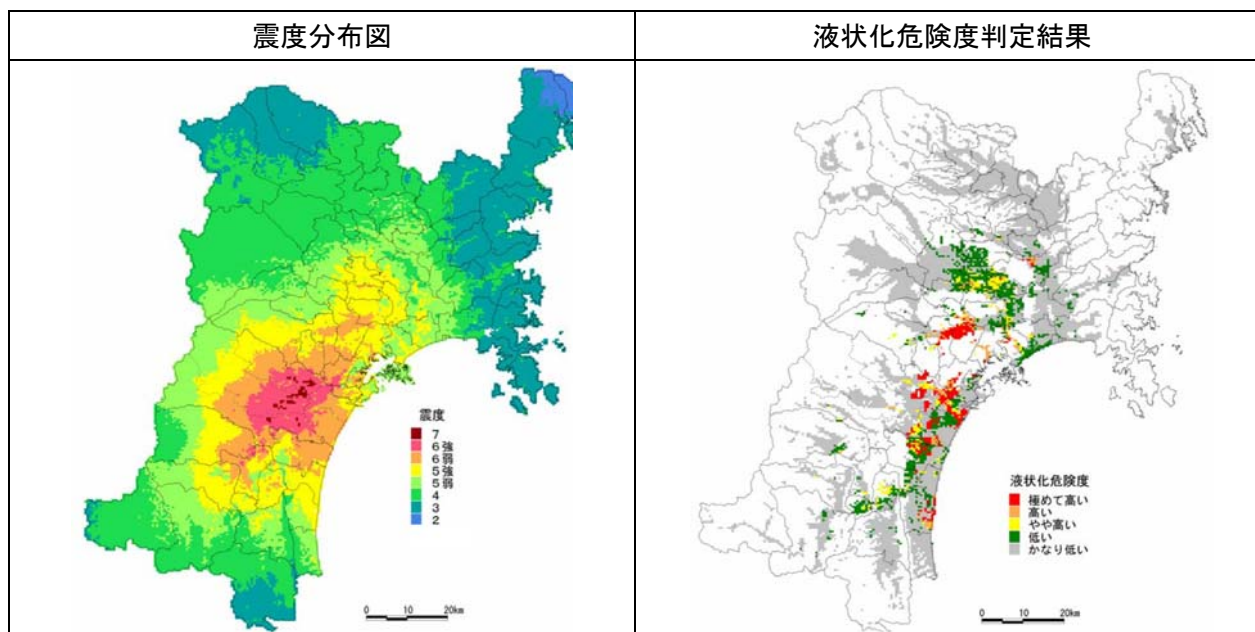 震度分布図
液状化危険度判定結果
震度
7
6強
6弱
5強
5弱
4
3
2
0 10 20km
液状化危険度
極めて高い
高い
やや高い
低い
かなり低い
0 10 20km